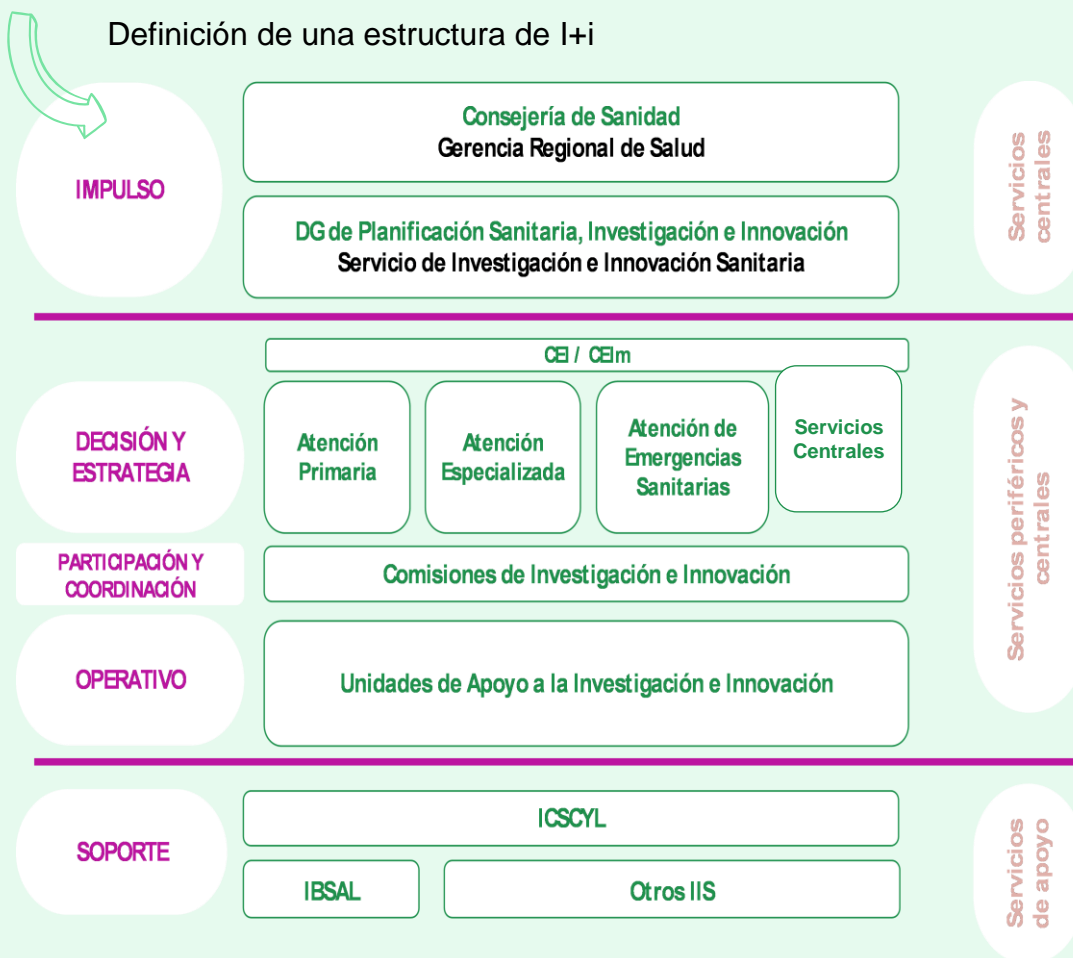 Definición de una estructura de I+i
IMPULSO
Consejería de Sanidad
Gerencia Regional de Salud
DG de Planificación Sanitaria, Investigación e Innovación
Servicio de Investigación e Innovación Sanitaria
Servicios
centrales
DECISIÓN Y
ESTRATEGIA
CEI / CEIm
Atención
Primaria
Atención
Especializada
Atención de
Emergencias
Sanitarias
Servicios
Centrales
PARTICIPACIÓN Y
COORDINACIÓN
Comisiones de Investigación e Innovación
OPERATIVO
Unidades de Apoyo a la Investigación e Innovación
Servicios periféricos y
centrales
SOPORTE
ICSCYL
IBSAL
Otros IIS
Servicios
de apoyo